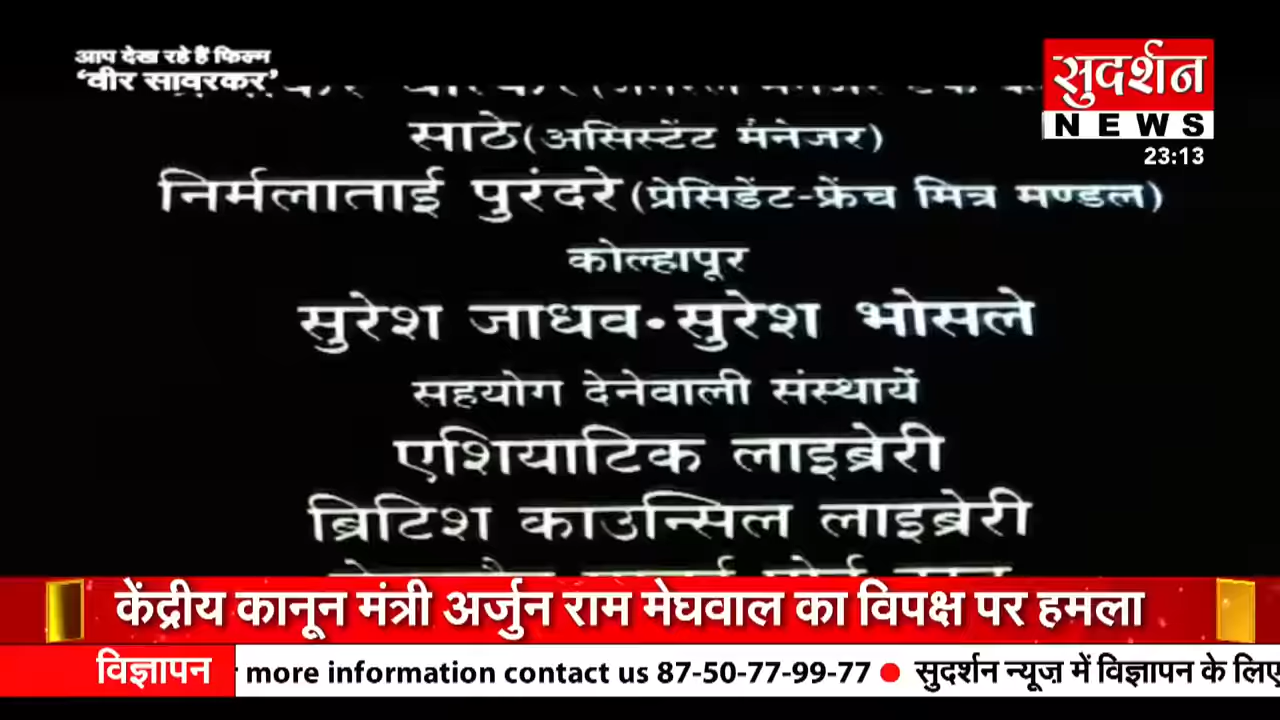 आप देख रहे हैं फिल्म
‘वीर सावरकर’
सुदर्शन
NEWS
23:13
साठे(असिस्टेंट मॅनेजर)
निर्मलाताई पुरंदरे(प्रेसिडेंट-फ्रेंच मित्र मण्डल)
कोल्हापूर
सुरेश जाधव•सुरेश भोसले
सहयोग देनेवाली संस्थायें
एशियाटिक लाइब्रेरी
ब्रिटिश काउन्सिल लाइब्रेरी
केंद्रीय कानून मंत्री अर्जुन राम मेघवाल का विपक्ष पर हमला
विज्ञापन
more information contact us 87-50-77-99-77 ● सुदर्शन न्यूज़ में विज्ञापन के लिए